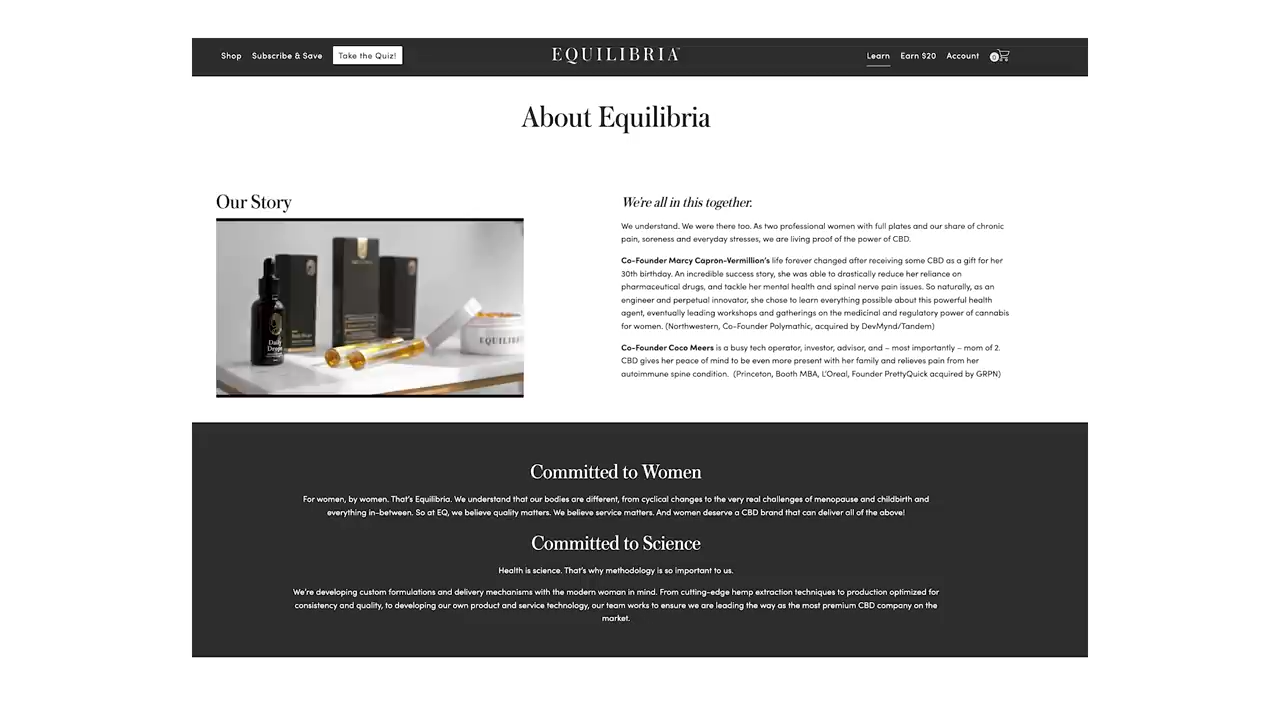 Shop Subscribe & Save Take the Quiz! EQUILIBRIA Learn Earn $20 Account 0
About Equilibria
Our Story
Daily
Drops
EQUILIBRIA
We're all in this together.
We understand. We were there too. As two professional women with full plates and our share of chronic
pain, soreness and everyday stresses, we are living proof of the power of CBD.
Co-Founder Marcy Capron-Vermillion's life forever changed after receiving some CBD as a gift for her
30th birthday. An incredible success story, she was able to drastically reduce her reliance on
pharmaceutical drugs, and tackle her mental health and spinal nerve pain issues. So naturally, as an
engineer and perpetual innovator, she chose to learn everything possible about this powerful health
agent, eventually leading workshops and gatherings on the medicinal and regulatory power of cannabis
for women. (Northwestern, Co-Founder Polymathic, acquired by DevMynd/Tandem)
Co-Founder Coco Meers is a busy tech operator, investor, advisor, and – most importantly – mom of 2.
CBD gives her peace of mind to be even more present with her family and relieves pain from her
autoimmune spine condition. (Princeton, Booth MBA, L'Oreal, Founder PrettyQuick acquired by GRPN)
Committed to Women
For women, by women. That's Equilibria. We understand that our bodies are different, from cyclical changes to the very real challenges of menopause and childbirth and
everything in-between. So at EQ, we believe quality matters. We believe service matters. And women deserve a CBD brand that can deliver all of the above!
Committed to Science
Health is science. That's why methodology is so important to us.
We're developing custom formulations and delivery mechanisms with the modern woman in mind. From cutting-edge hemp extraction techniques to production optimized for
consistency and quality, to developing our own product and service technology, our team works to ensure we are leading the way as the most premium CBD company on the
market.